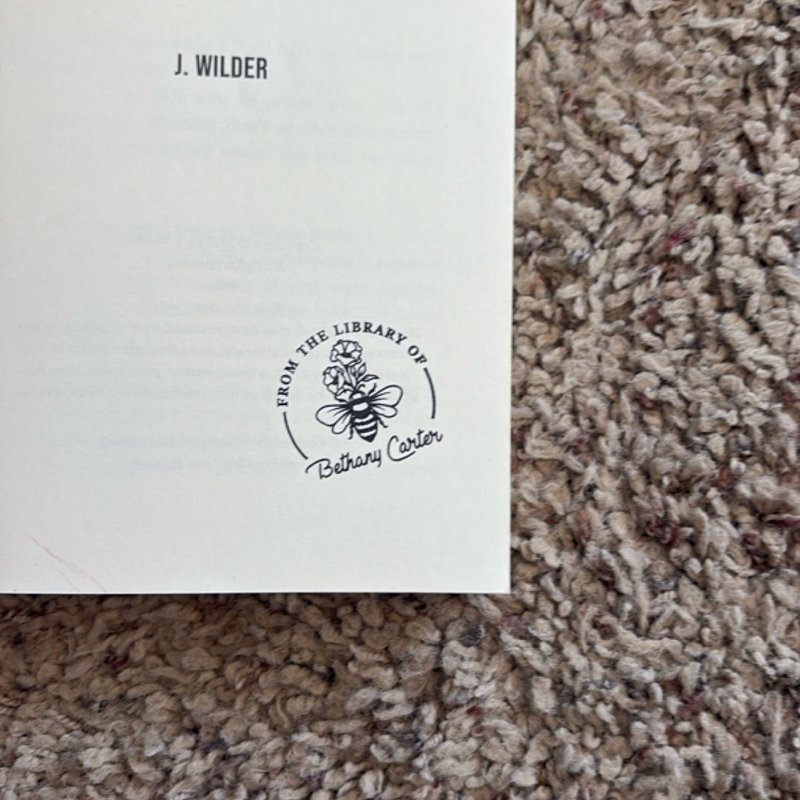 J. WILDER
FROM THE LIBRARY OF
Bethany Carter